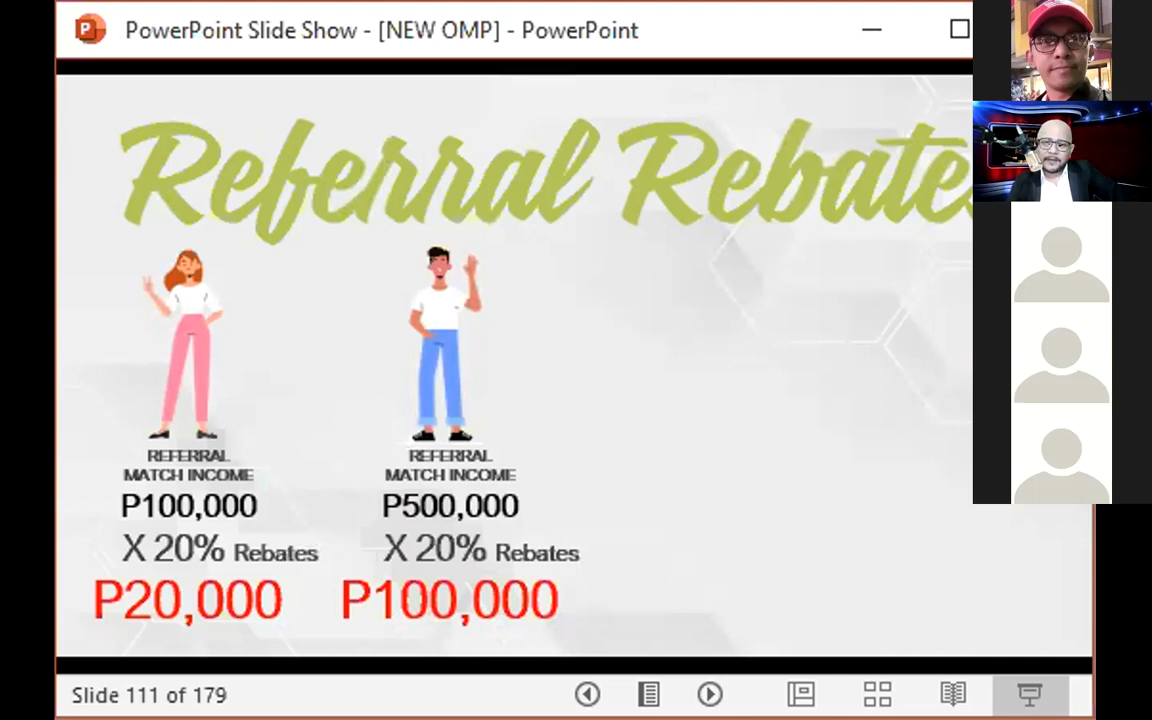 PowerPoint Slide Show - [NEW OMP] - PowerPoint
Referral Rebates
REFERRAL
MATCH INCOME
P100,000
X 20% Rebates
P20,000
REFERRAL
MATCH INCOME
P500,000
X 20% Rebates
P100,000
Slide 111 of 179